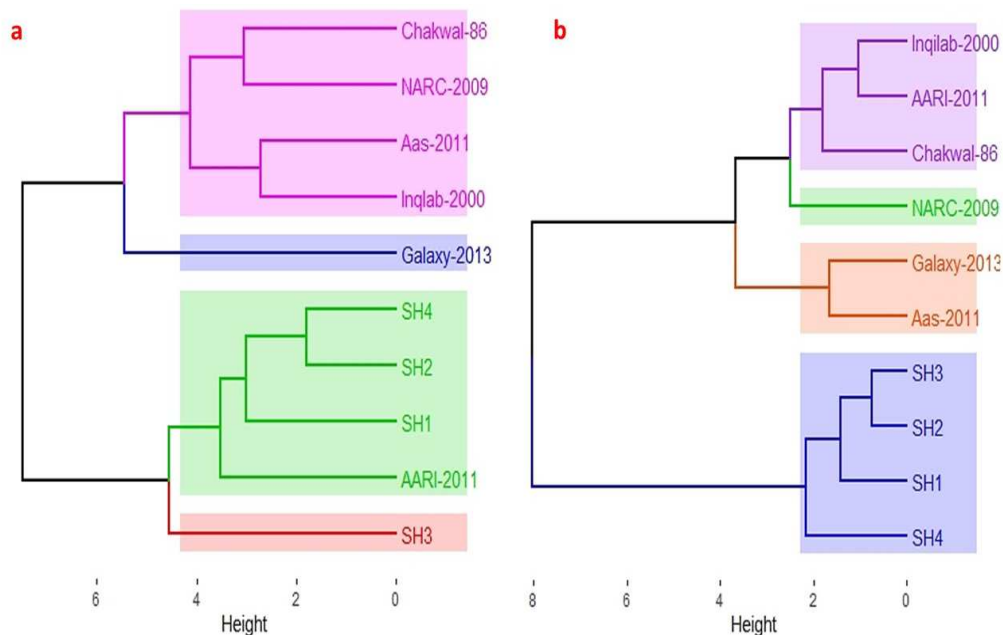 a
Chakwal-86
NARC-2009
Aas-2011
Inqlab-2000
Galaxy-2013
SH4
SH2
SH1
AARI-2011
SH3
6 4 2 0
Height
b
Inqilab-2000
AARI-2011
Chakwal-86
NARC-2009
Galaxy-2013
Aas-2011
SH3
SH2
SH1
SH4
8 6 4 2 0
Height